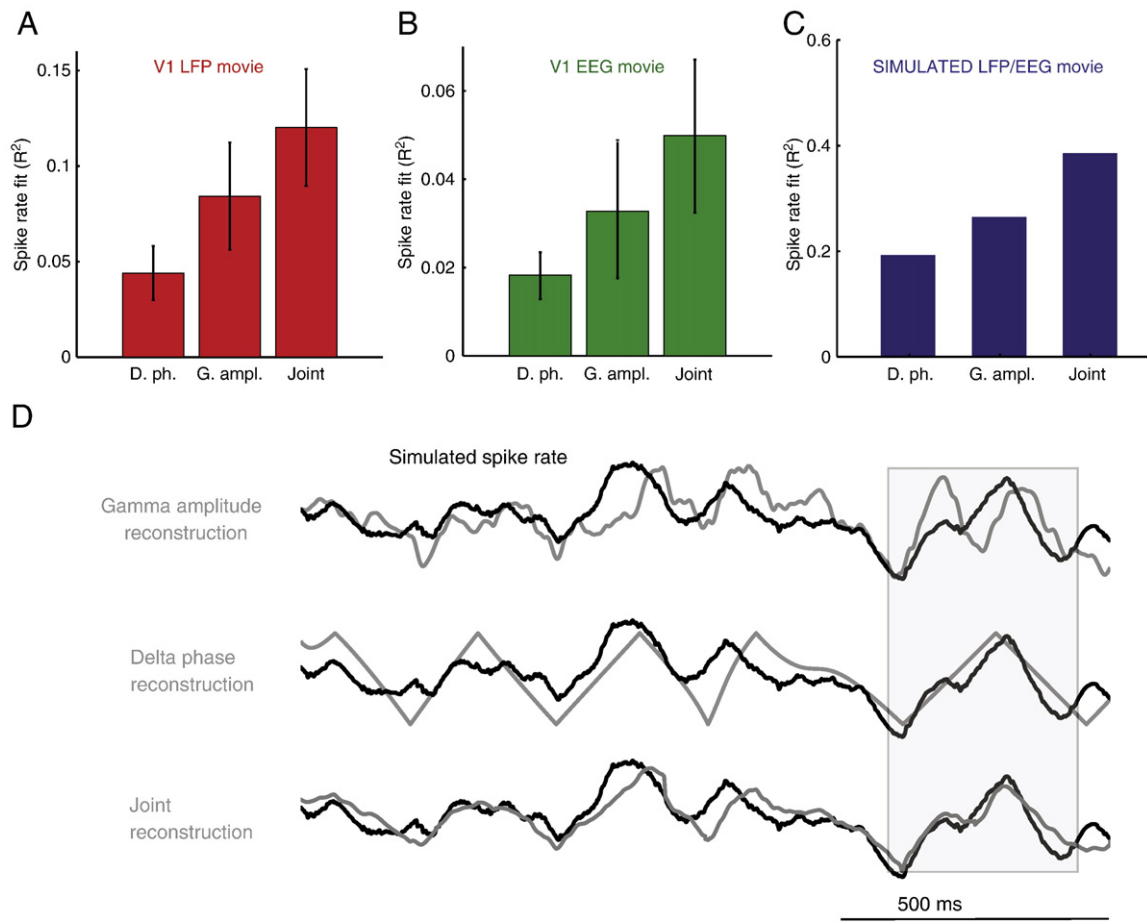 A
V1 LFP movie
Spike rate fit (R²)
0.15
0.1
0.05
0
D. ph.
G. ampl.
Joint
B
V1 EEG movie
Spike rate fit (R²)
0.06
0.04
0.02
0
D. ph.
G. ampl.
Joint
C
SIMULATED LFP/EEG movie
Spike rate fit (R²)
0.6
0.4
0.2
0
D. ph.
G. ampl.
Joint
D
Simulated spike rate
Gamma amplitude
reconstruction
Delta phase
reconstruction
Joint
reconstruction
500 ms